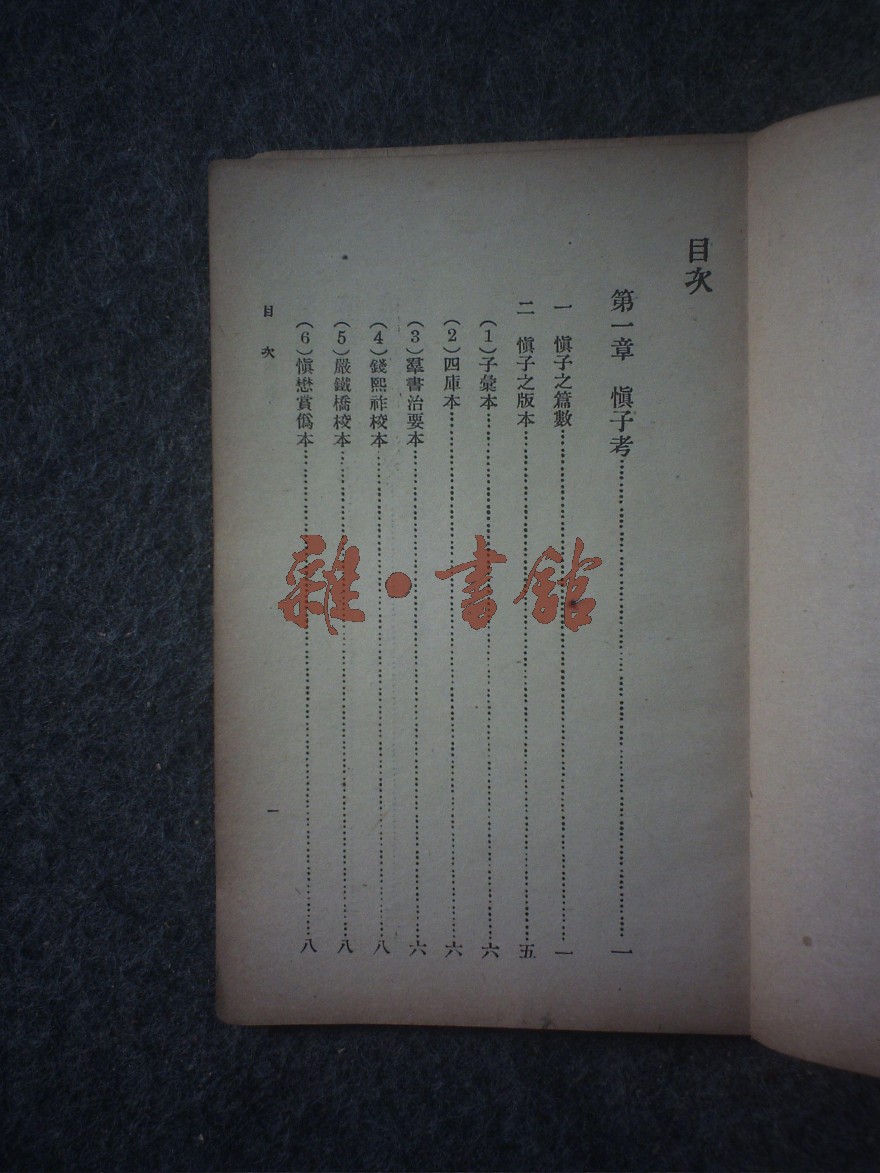 目次
第一章　愼子考……一
一　愼子之篇數……一
二　愼子之版本……五
（1）子彙本……六
（2）四庫本……六
（3）羣書治要本……六
（4）錢熙祚校本……八
（5）嚴鐵橋校本……八
（6）愼懋賞僞本……八
目次　一
雜·書館